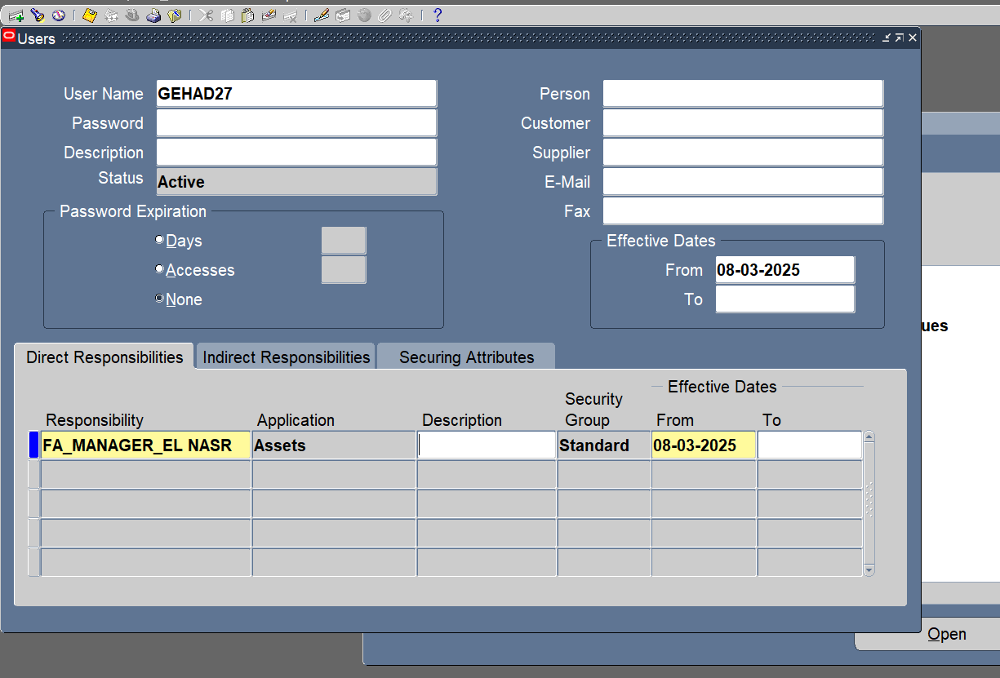 Users
User Name GEHAD27
Password
Description
Status Active
Person
Customer
Supplier
E-Mail
Fax
Password Expiration
Days
Accesses
None
Effective Dates
From 08-03-2025
To
ues
Direct Responsibilities Indirect Responsibilities Securing Attributes
Effective Dates
Responsibility Application Description Security Group From To
FA_MANAGER_EL NASR Assets Standard 08-03-2025
Open